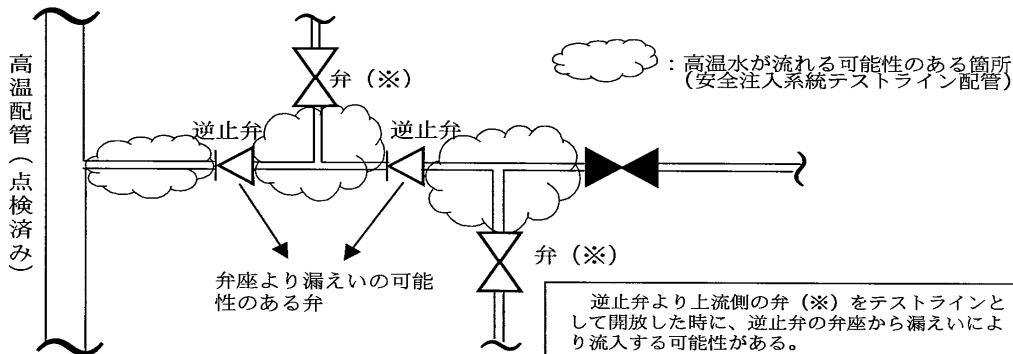 高温配管（点検済み）
弁（※）
逆止弁
逆止弁
：高温水が流れる可能性のある箇所
（安全注入系統テストライン配管）
弁（※）
弁座より漏えいの可能
性のある弁
逆止弁より上流側の弁（※）をテストラインと
して開放した時に、逆止弁の弁座から漏えいによ
り流入する可能性がある。